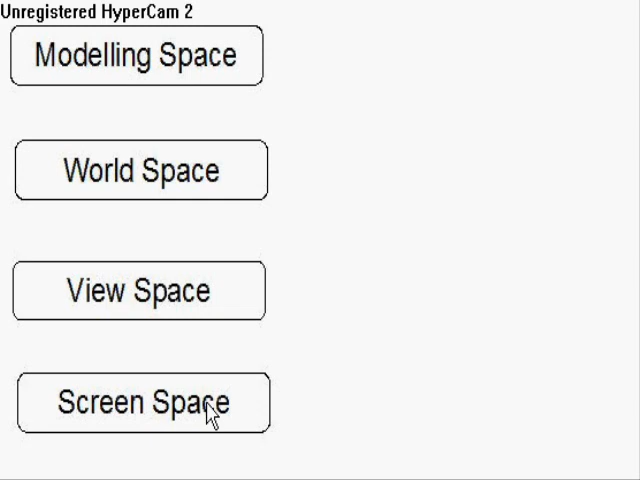 Unregistered HyperCam 2
Modelling Space
World Space
View Space
Screen Space